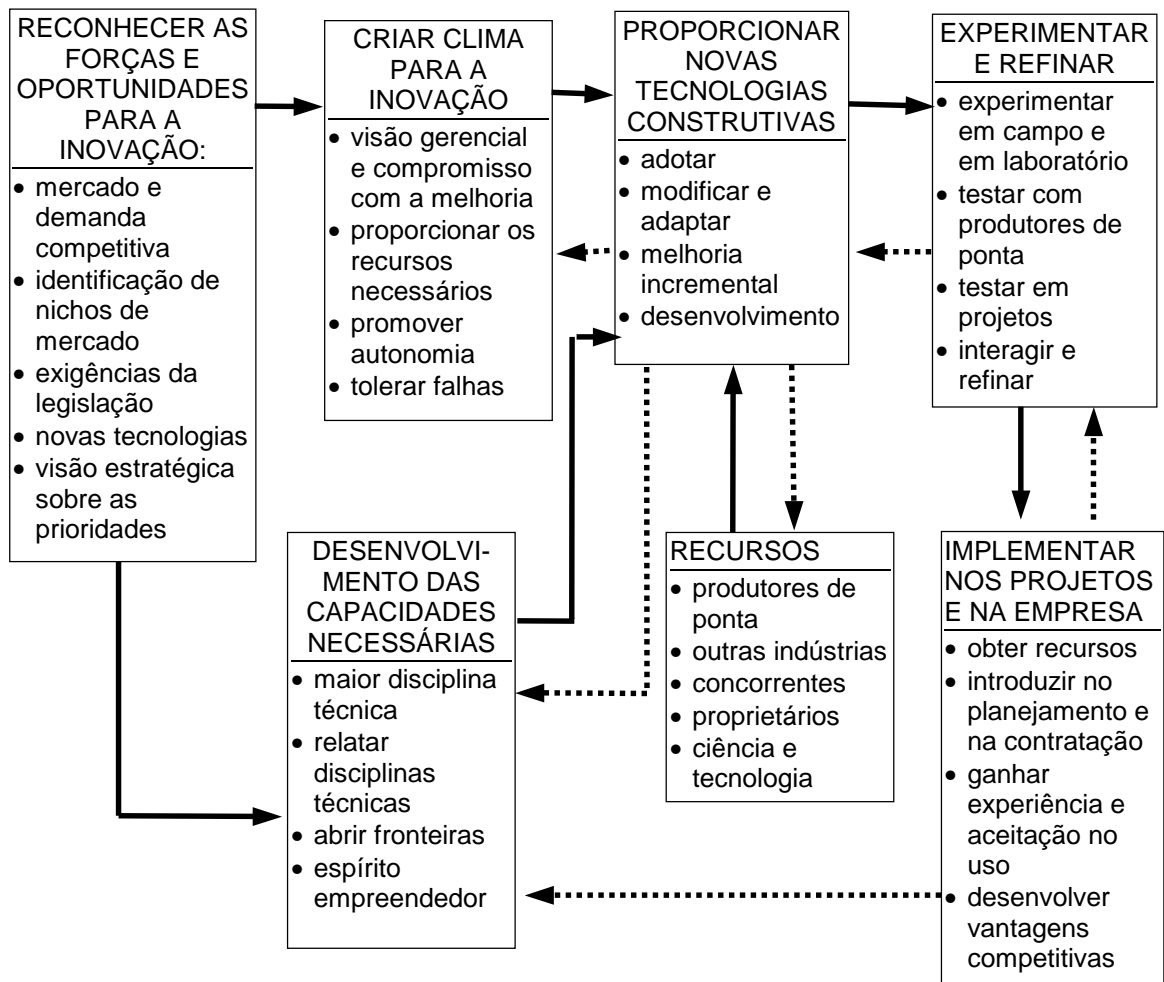 RECONHECER AS
FORÇAS E
OPORTUNIDADES
PARA A
INOVAÇÃO:
• mercado e
demanda
competitiva
• identificação de
nichos de
mercado
• exigências da
legislação
• novas tecnologias
• visão estratégica
sobre as
prioridades
CRIAR CLIMA
PARA A
INOVAÇÃO
• visão gerencial
e compromisso
com a melhoria
• proporcionar os
recursos
necessários
• promover
autonomia
• tolerar falhas
PROPORCIONAR
NOVAS
TECNOLOGIAS
CONSTRUTIVAS
• adotar
• modificar e
adaptar
• melhoria
incremental
• desenvolvimento
EXPERIMENTAR
E REFINAR
• experimentar
em campo e
em laboratório
• testar com
produtores de
ponta
• testar em
projetos
• interagir e
refinar
DESENVOLVI-
MENTO DAS
CAPACIDADES
NECESSÁRIAS
• maior disciplina
técnica
• relatar
disciplinas
técnicas
• abrir fronteiras
• espírito
empreendedor
RECURSOS
• produtores de
ponta
• outras indústrias
• concorrentes
• proprietários
• ciência e
tecnologia
IMPLEMENTAR
NOS PROJETOS
E NA EMPRESA
• obter recursos
• introduzir no
planejamento e
na contratação
• ganhar
experiência e
aceitação no
uso
• desenvolver
vantagens
competitivas